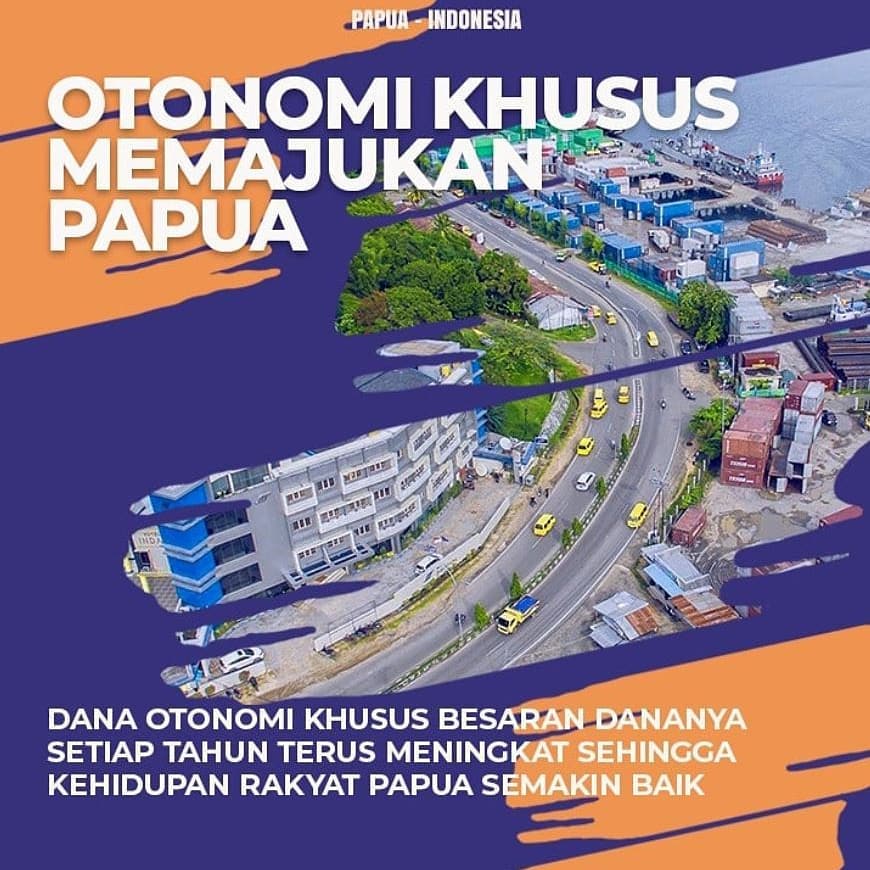 PAPUA - INDONESIA
OTONOMI KHUSUS
MEMAJUKAN
PAPUA
DANA OTONOMI KHUSUS BESARAN DANANYA
SETIAP TAHUN TERUS MENINGKAT SEHINGGA
KEHIDUPAN RAKYAT PAPUA SEMAKIN BAIK